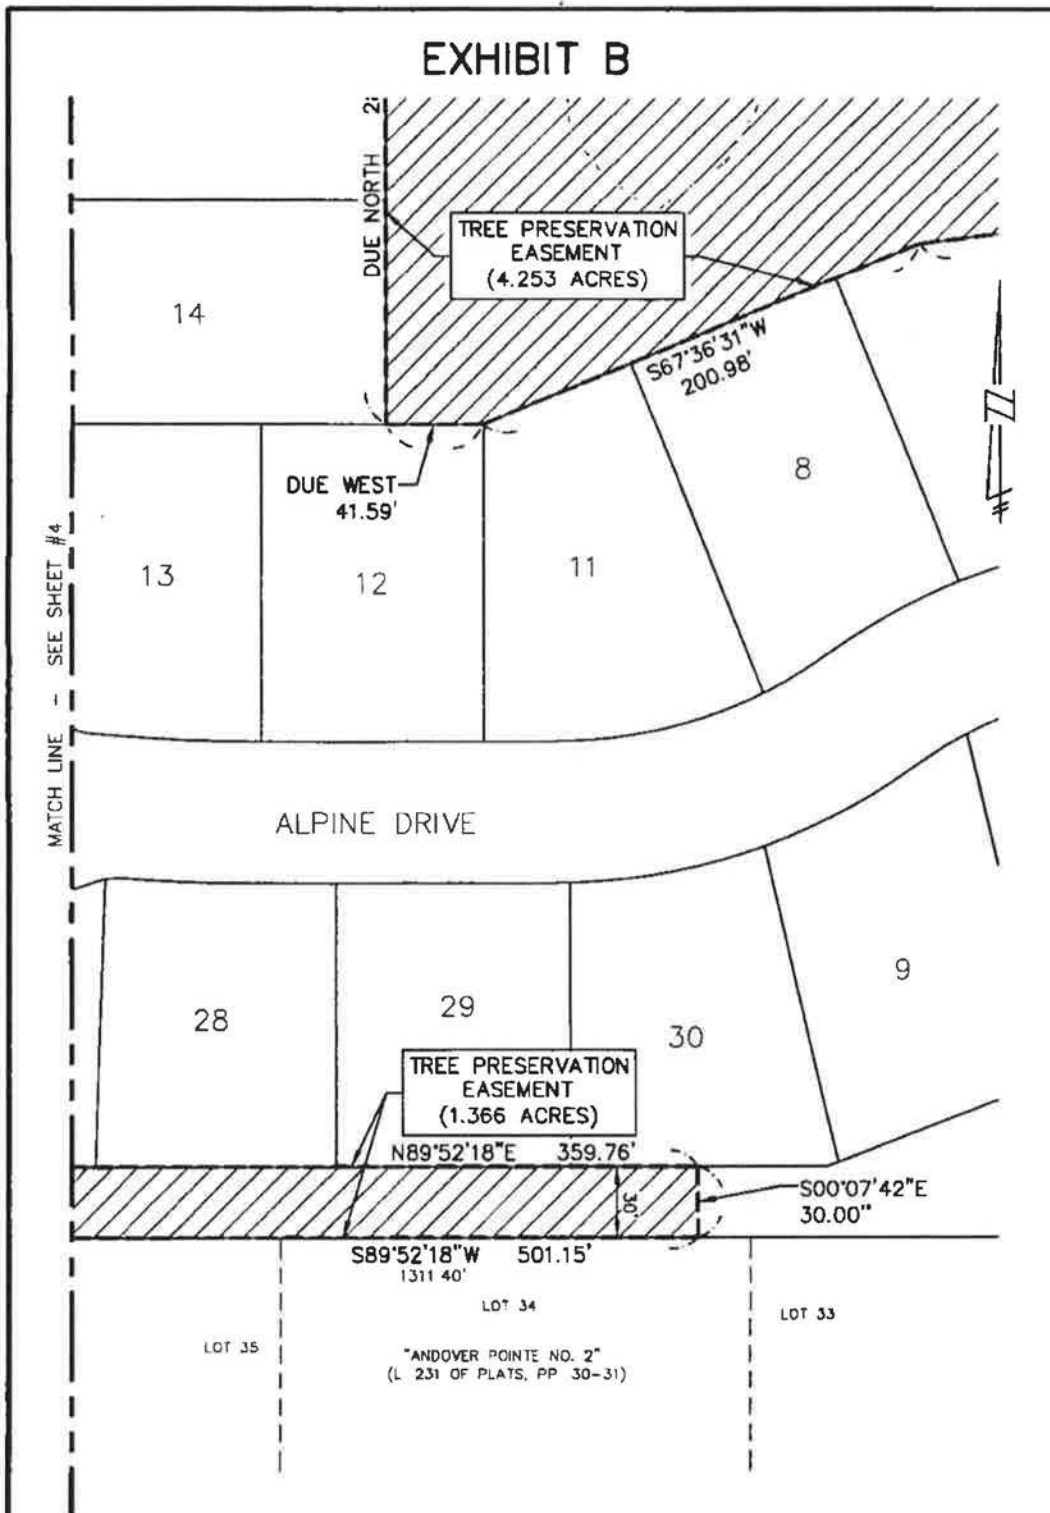 EXHIBIT B
DUE NORTH
TREE PRESERVATION
EASEMENT
(4.253 ACRES)
14
S67°36'31"W
200.98'
8
DUE WEST
41.59'
13
12
11
MATCH LINE - SEE SHEET #4
ALPINE DRIVE
28
29
30
9
TREE PRESERVATION
EASEMENT
(1.366 ACRES)
N89°52'18"E 359.76'
30'
S00°07'42"E
30.00"
S89°52'18"W 501.15'
1311 40'
LOT 34
LOT 33
LOT 35
"ANDOVER POINTE NO. 2"
(L 231 OF PLATS, PP 30-31)